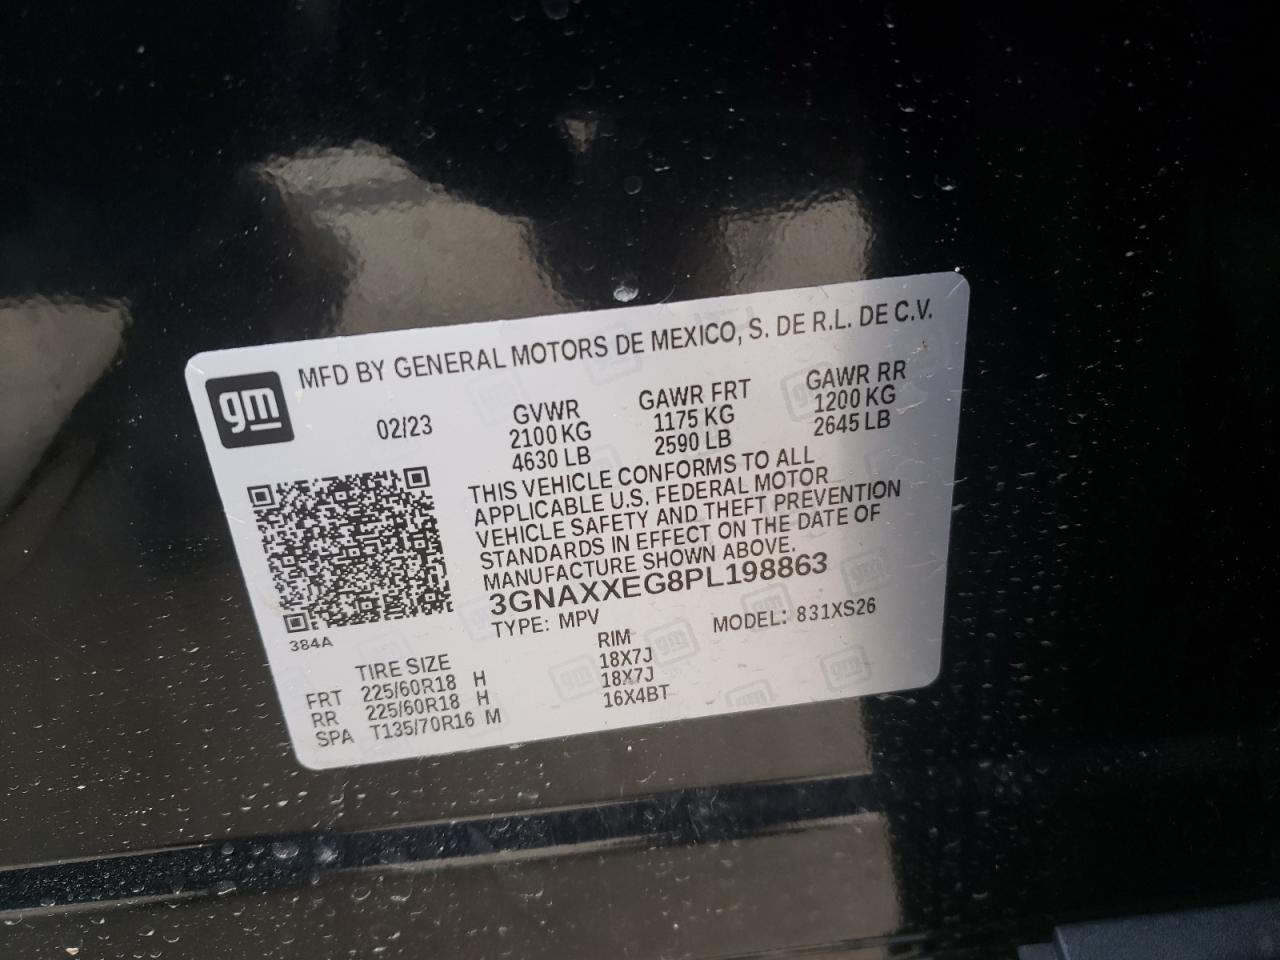 MFD BY GENERAL MOTORS DE MEXICO, S. DE R.L. DE C.V.
gm
02/23
GVWR
2100 KG
4630 LB
GAWR FRT
1175 KG
2590 LB
GAWR RR
1200 KG
2645 LB
THIS VEHICLE CONFORMS TO ALL
APPLICABLE U.S. FEDERAL MOTOR
VEHICLE SAFETY AND THEFT PREVENTION
STANDARDS IN EFFECT ON THE DATE OF
MANUFACTURE SHOWN ABOVE.
3GNAXXEG8PL198863
TYPE: MPV
MODEL: 831XS26
384A
TIRE SIZE RIM
FRT 225/60R18 H 18X7J
RR 225/60R18 H 18X7J
SPA T135/70R16 M 16X4BT